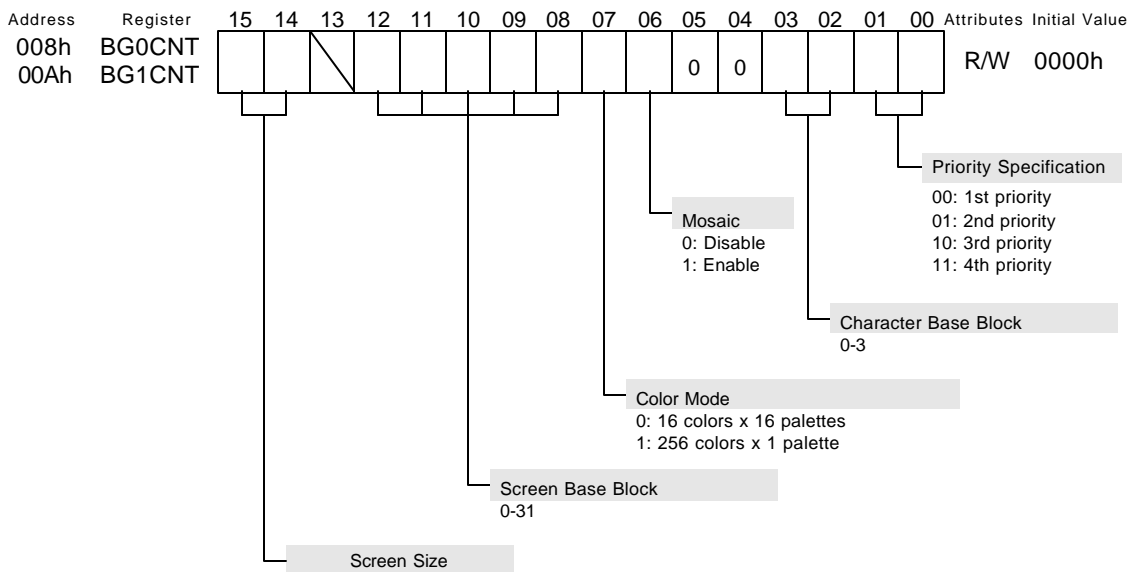 Address Register 15 14 13 12 11 10 09 08 07 06 05 04 03 02 01 00 Attributes Initial Value
008h BG0CNT
00Ah BG1CNT
0 0
R/W 0000h
Priority Specification
00: 1st priority
01: 2nd priority
10: 3rd priority
11: 4th priority
Mosaic
0: Disable
1: Enable
Character Base Block
0-3
Color Mode
0: 16 colors x 16 palettes
1: 256 colors x 1 palette
Screen Base Block
0-31
Screen Size